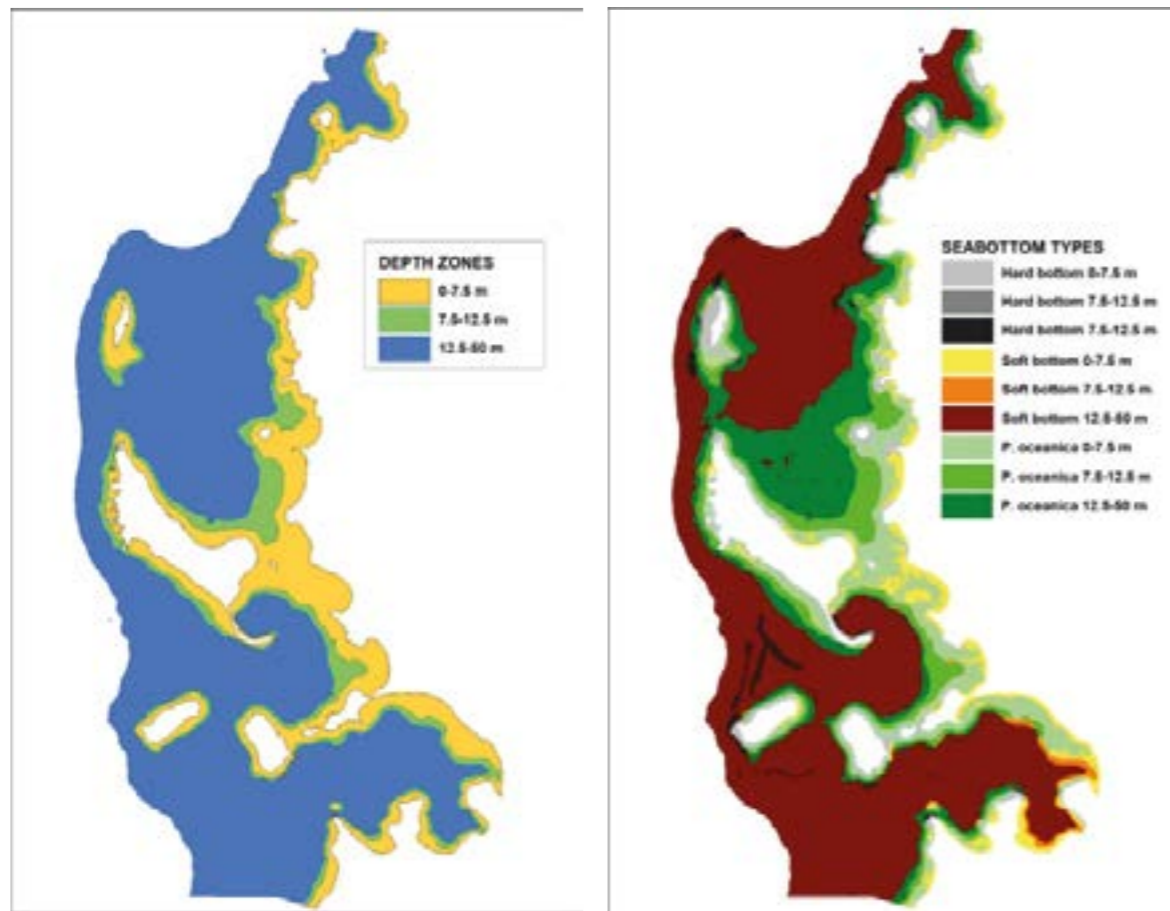 DEPTH ZONES
0-7.5 m
7.5-12.5 m
12.5-50 m
SEABOTTOM TYPES
Hard bottom 0-7.5 m
Hard bottom 7.5-12.5 m
Hard bottom 7.5-12.5 m
Soft bottom 0-7.5 m
Soft bottom 7.5-12.5 m
Soft bottom 12.5-50 m
P. oceanica 0-7.5 m
P. oceanica 7.5-12.5 m
P. oceanica 12.5-50 m